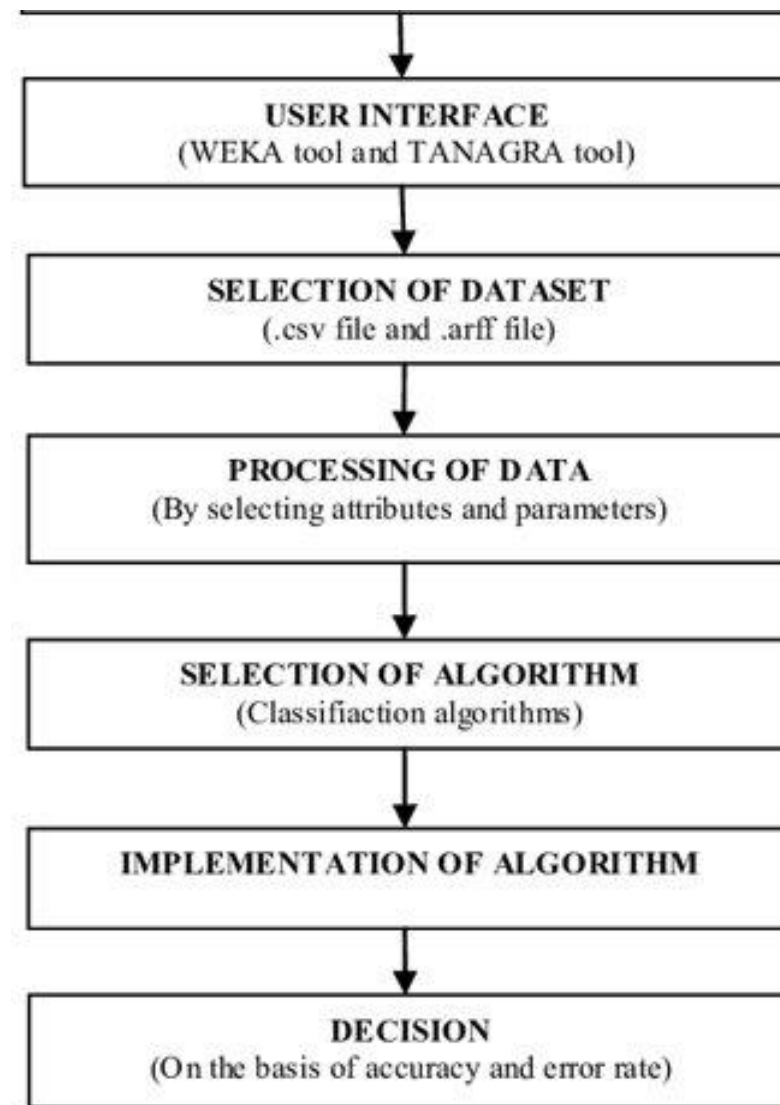 USER INTERFACE
(WEKA tool and TANAGRA tool)
SELECTION OF DATASET
(.csv file and .arff file)
PROCESSING OF DATA
(By selecting attributes and parameters)
SELECTION OF ALGORITHM
(Classifiaction algorithms)
IMPLEMENTATION OF ALGORITHM
DECISION
(On the basis of accuracy and error rate)